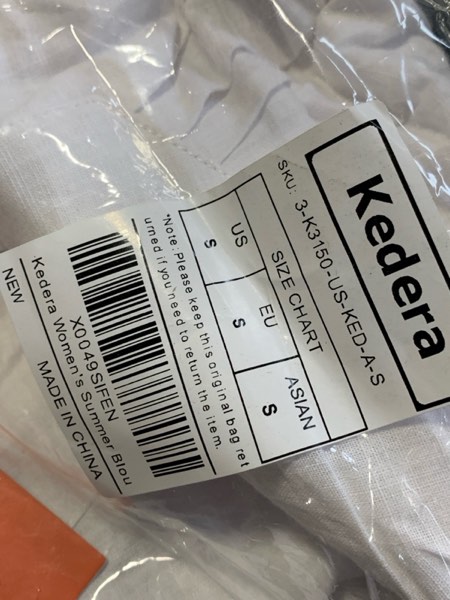 Kedera
SKU: 3-K3150-US-KED-A-S
SIZE CHART
US EU ASIAN
S S S
*Note:Please keep this original bag ret
urned if you'need to return the item.
X0049SIFEN
Kedera Women's Summer Blou
NEW MADE IN CHINA